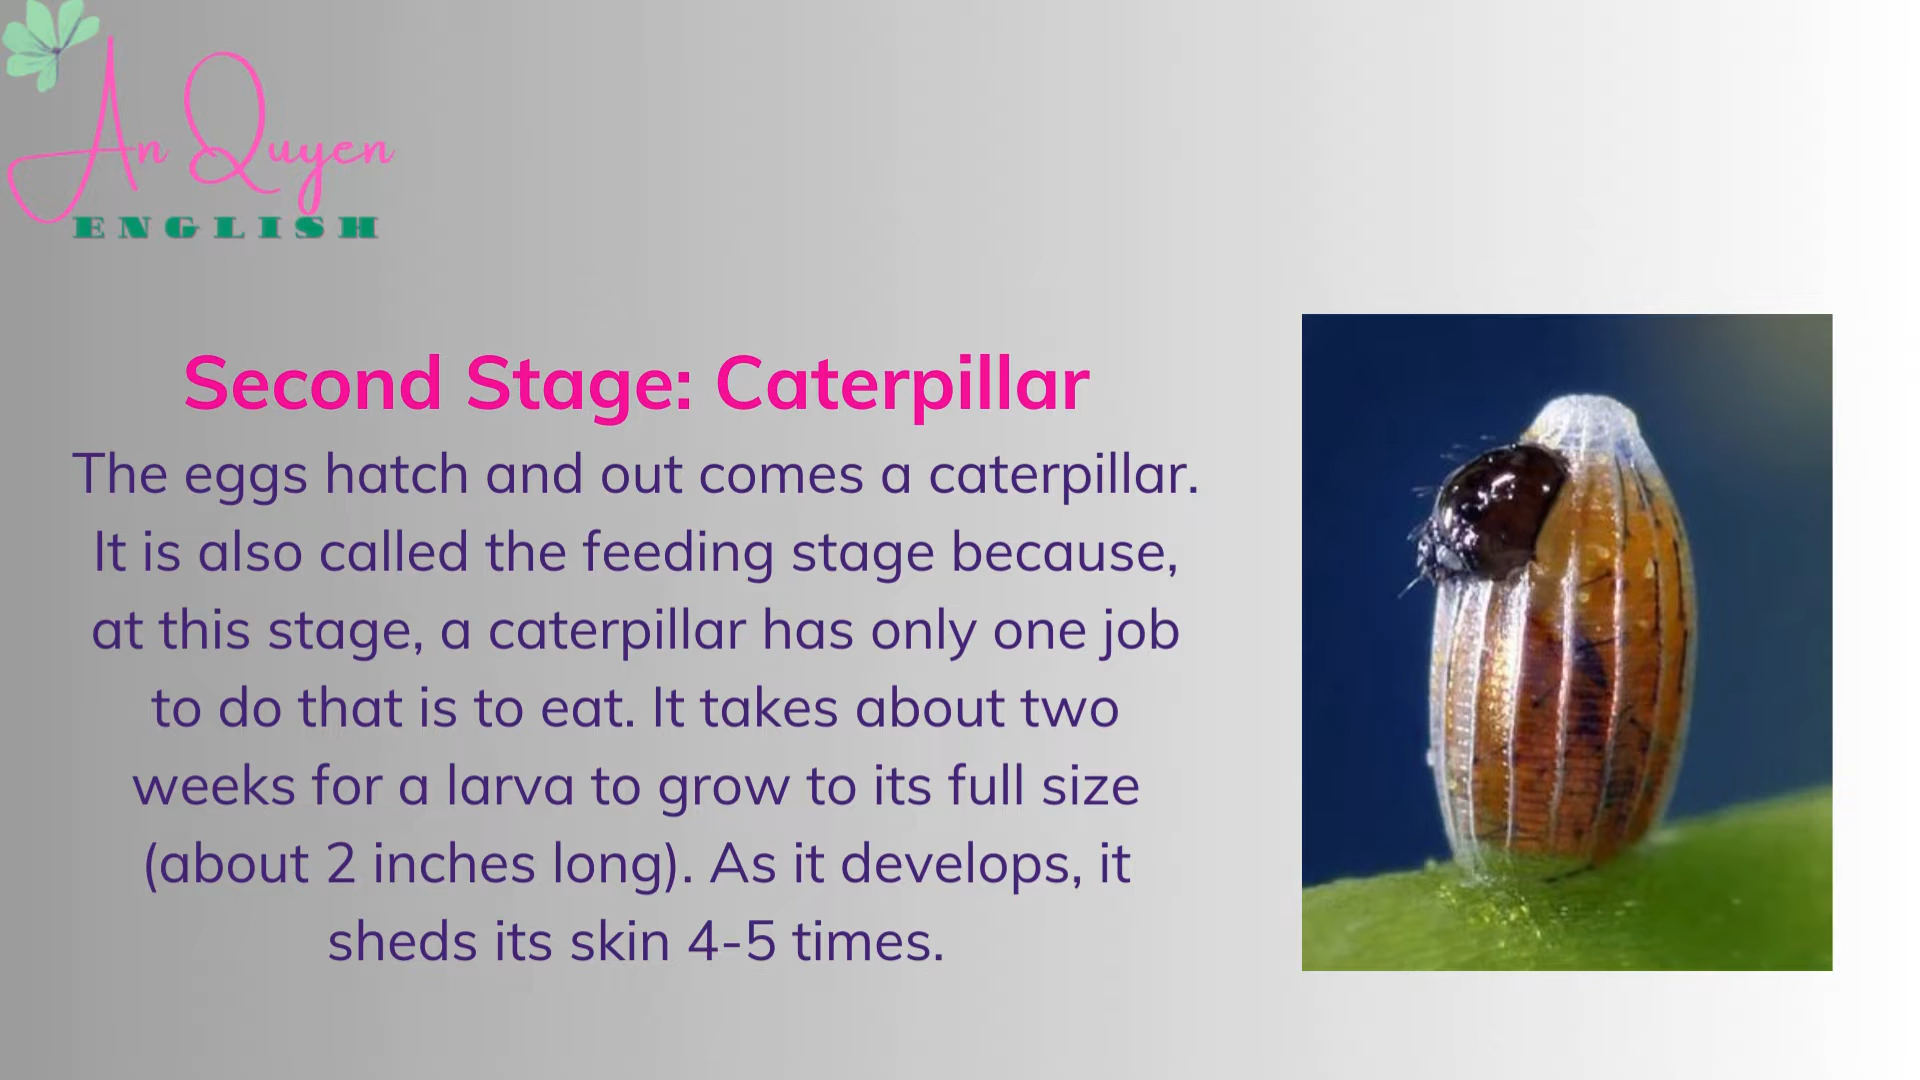 An Quyen
ENGLISH
Second Stage: Caterpillar
The eggs hatch and out comes a caterpillar.
It is also called the feeding stage because,
at this stage, a caterpillar has only one job
to do that is to eat. It takes about two
weeks for a larva to grow to its full size
(about 2 inches long). As it develops, it
sheds its skin 4-5 times.